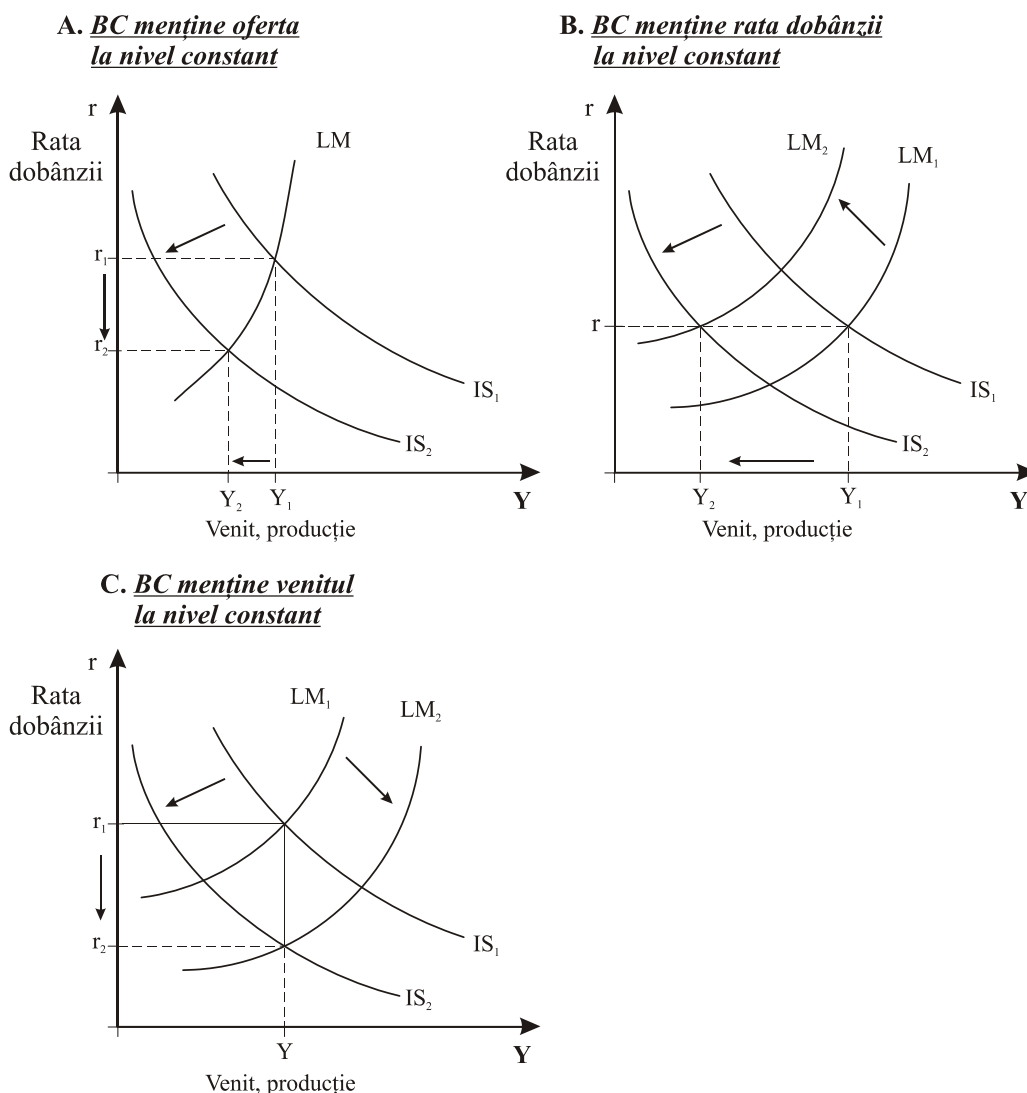 A. BC menține oferta
la nivel constant
r
Rata
dobânzii
LM
r₁
r₂
IS₁
IS₂
Y₂ Y₁
Y
Venit, producție
B. BC menține rata dobânzii
la nivel constant
r
Rata
dobânzii
LM₂
LM₁
r
IS₁
IS₂
Y₂
Y₁
Y
Venit, producție
C. BC menține venitul
la nivel constant
r
Rata
dobânzii
LM₁
LM₂
r₁
r₂
IS₁
IS₂
Y
Y
Venit, producție